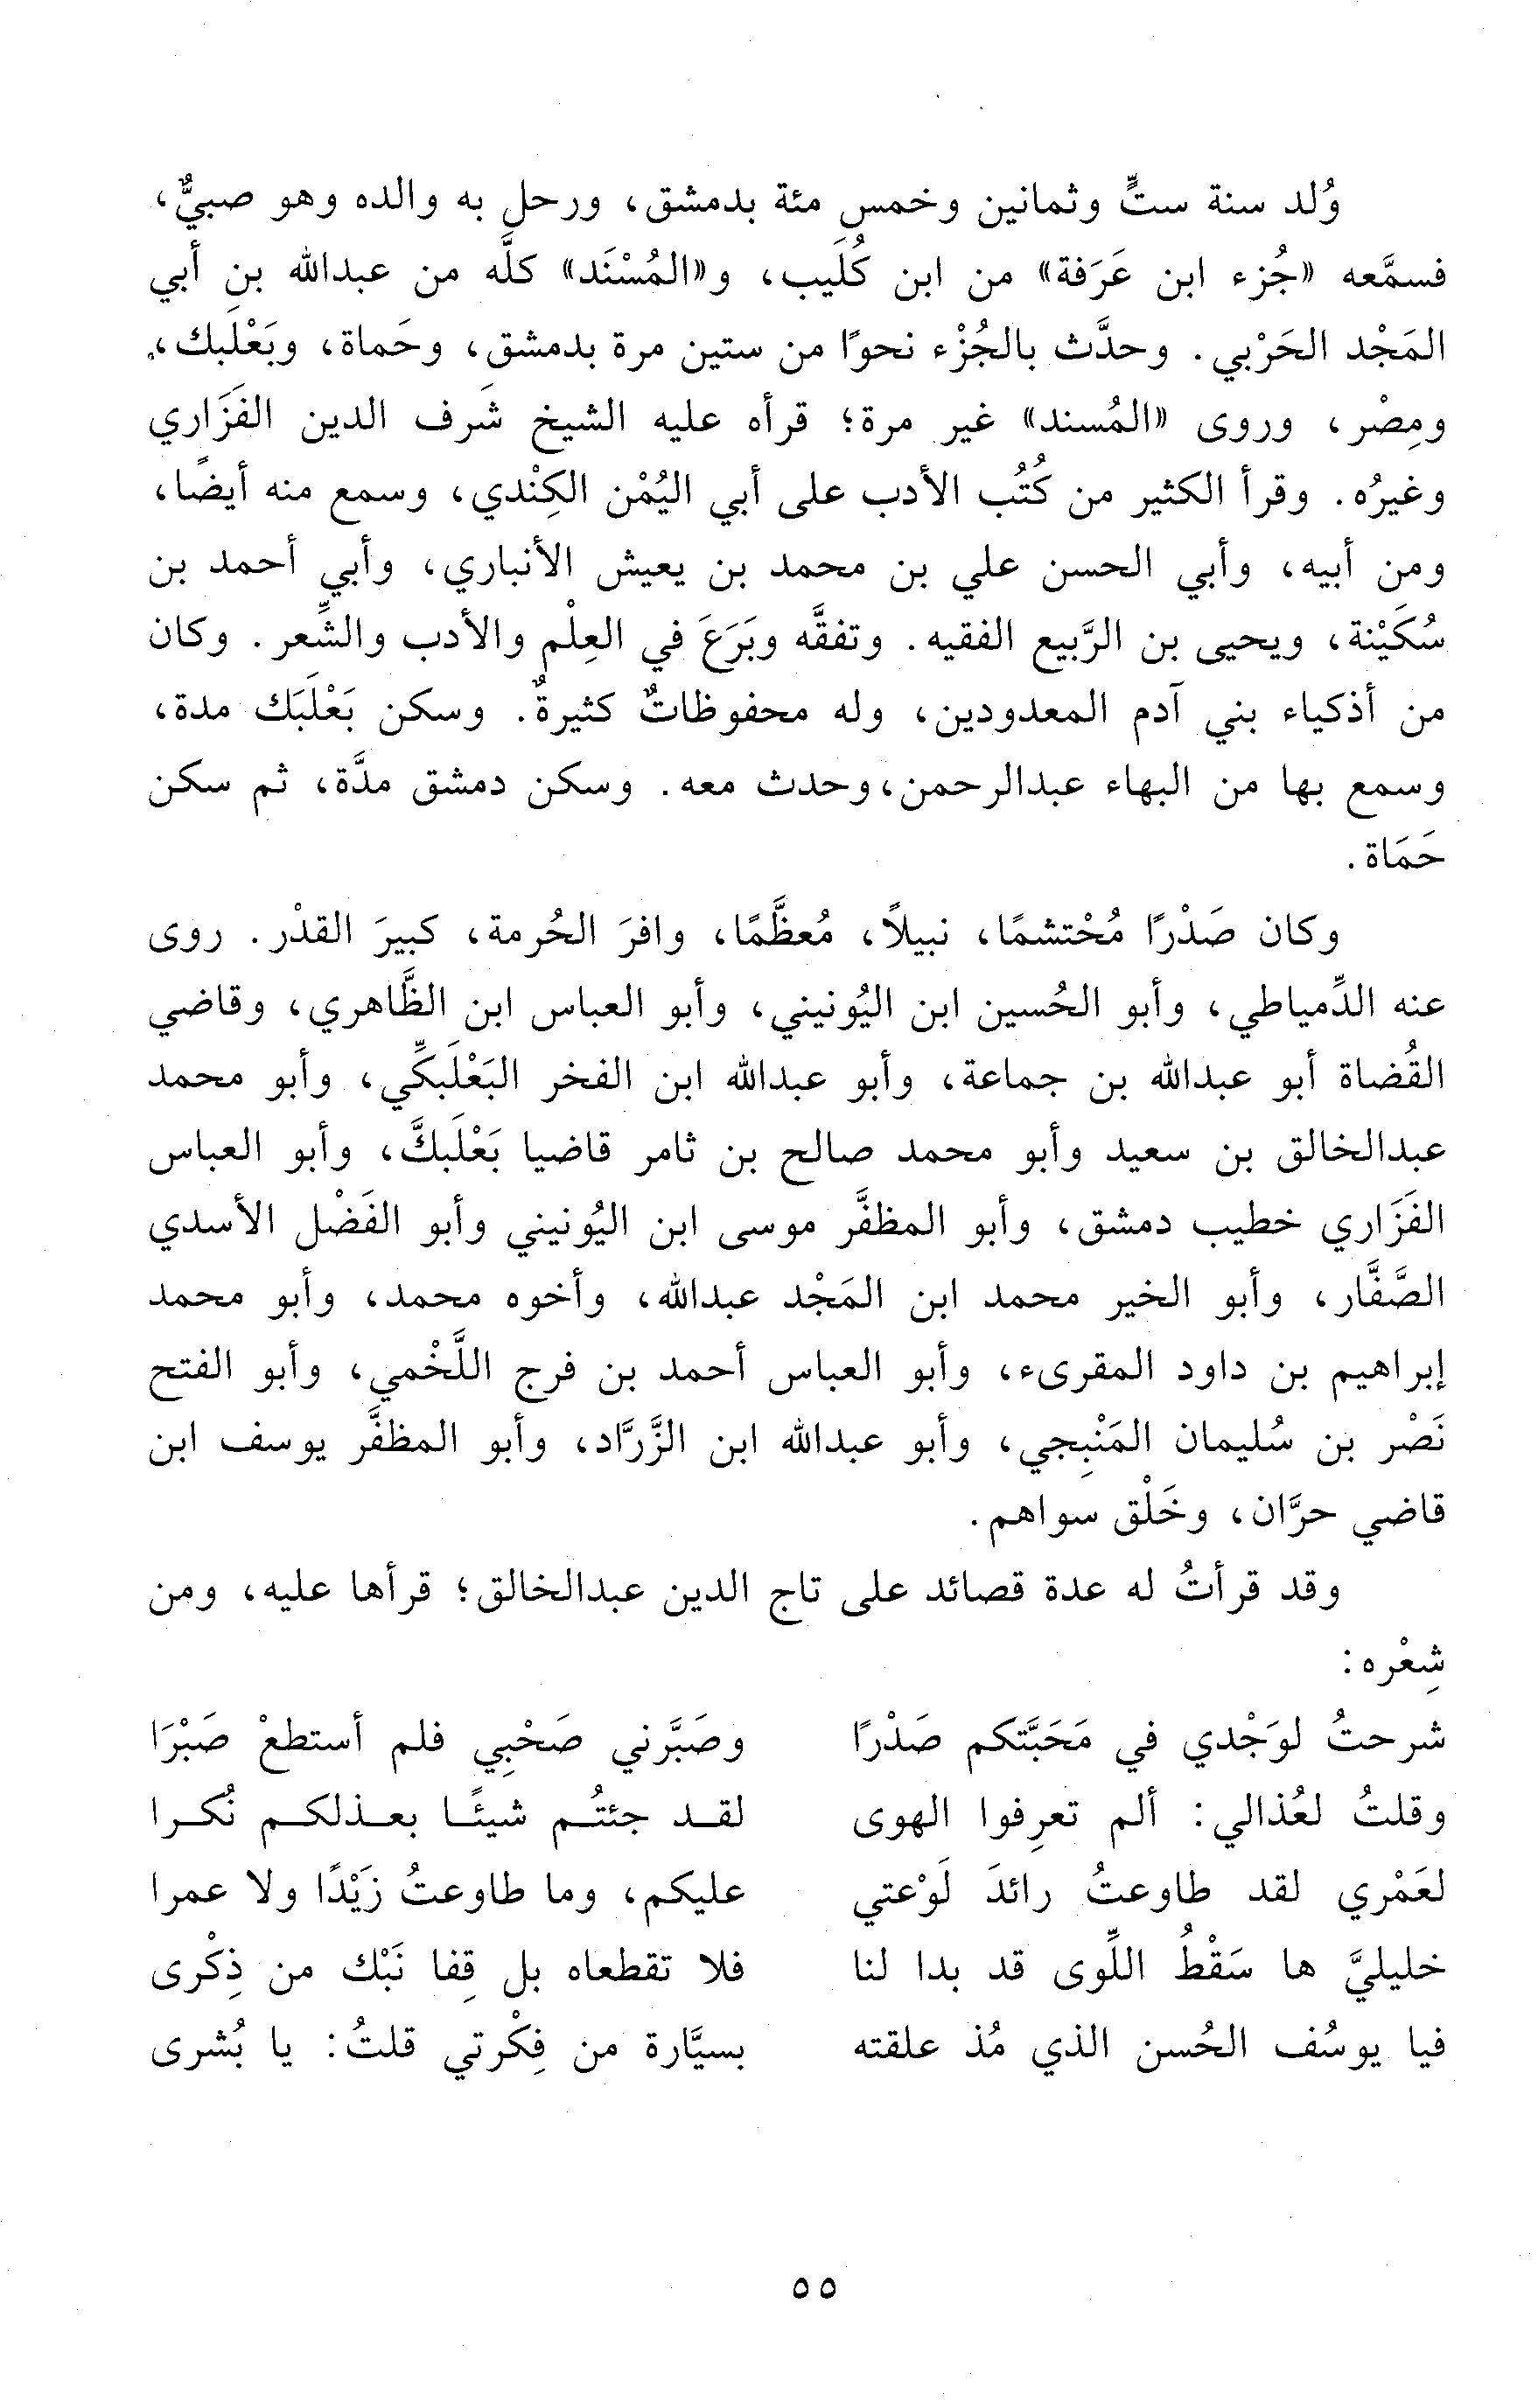 وُلد سنة ستٍّ وثمانين وخمس مئة بدمشق، ورحل به والده وهو صبيٌّ،
فسمَّعه «جُزء ابن عَرَفة» من ابن كُلَيب، و«المُسْنَد» كلَّه من عبدالله بن أبي
المَجْد الحَرْبي. وحدَّث بالجُزْء نحوًا من ستين مرة بدمشق، وحَماة، وبَعْلَبك،
ومِصْر، وروى «المُسند» غير مرة؛ قرأه عليه الشيخ شَرف الدين الفَزَاري
وغيرُه. وقرأ الكثير من كُتُب الأدب على أبي اليُمْن الكِنْدي، وسمع منه أيضًا،
ومن أبيه، وأبي الحسن علي بن محمد بن يعيش الأنباري، وأبي أحمد بن
سُكَيْنة، ويحيى بن الرَّبيع الفقيه. وتفقَّه وبَرَعَ في العِلْم والأدب والشِّعر. وكان
من أذكياء بني آدم المعدودين، وله محفوظاتٌ كثيرةٌ. وسكن بَعْلَبَك مدة،
وسمع بها من البهاء عبدالرحمن، وحدث معه. وسكن دمشق مدَّة، ثم سكن
حَمَاة.
وكان صَدْرًا مُحْتشمًا، نبيلاً، مُعظَّمًا، وافرَ الحُرمة، كبيرَ القدْر. روى
عنه الدِّمياطي، وأبو الحُسين ابن اليُونيني، وأبو العباس ابن الظَّاهري، وقاضي
القُضاة أبو عبدالله بن جماعة، وأبو عبدالله ابن الفخر البَعْلَبكِّي، وأبو محمد
عبدالخالق بن سعيد وأبو محمد صالح بن ثامر قاضيا بَعْلَبكَّ، وأبو العباس
الفَزَاري خطيب دمشق، وأبو المظفَّر موسى ابن اليُونيني وأبو الفَضْل الأسدي
الصَّفَّار، وأبو الخير محمد ابن المَجْد عبدالله، وأخوه محمد، وأبو محمد
إبراهيم بن داود المقرىء، وأبو العباس أحمد بن فرج اللَّخْمي، وأبو الفتح
نَصْر بن سُليمان المَنْبِجي، وأبو عبدالله ابن الزَّرَّاد، وأبو المظفَّر يوسف ابن
قاضي حرَّان، وخَلْق سواهم.
وقد قرأتُ له عدة قصائد على تاج الدين عبدالخالق؛ قرأها عليه، ومن
شِعْره:
شرحتُ لوَجْدي في مَحَبَّتكم صَدْرًا وصَبَّرني صَحْبِي فلم أستطعْ صَبْرَا
وقلتُ لعُذالي: ألم تعرِفوا الهوى لقد جئتُم شيئًا بعذلكم نُكرا
لعَمْري لقد طاوعتُ رائدَ لَوْعتي عليكم، وما طاوعتُ زَيْدًا ولا عمرا
خليليَّ ها سَقْطُ اللِّوى قد بدا لنا فلا تقطعاه بل قِفا نَبْك من ذِكْرى
فيا يوسُف الحُسن الذي مُذ علقته بسيَّارة من فِكْرتي قلتُ: يا بُشرى
٥٥